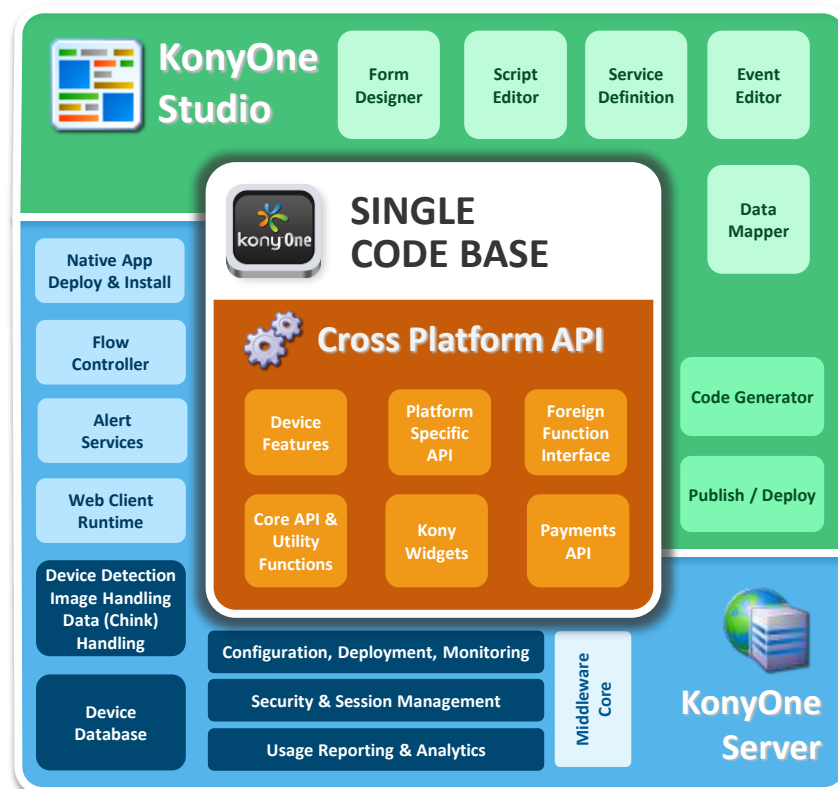 KonyOne
Studio
Form
Designer
Script
Editor
Service
Definition
Event
Editor
Data
Mapper
kony One
SINGLE
CODE BASE
Native App
Deploy & Install
Flow
Controller
Alert
Services
Web Client
Runtime
Device Detection
Image Handling
Data (Chink)
Handling
Device
Database
Cross Platform API
Device
Features
Platform
Specific
API
Foreign
Function
Interface
Core API &
Utility
Functions
Kony
Widgets
Payments
API
Code Generator
Publish / Deploy
Configuration, Deployment, Monitoring
Security & Session Management
Usage Reporting & Analytics
Middleware
Core
KonyOne
Server